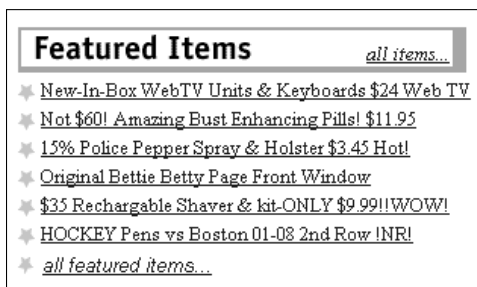 Featured Items
all items...
New-In-Box WebTV Units & Keyboards $24 Web TV
Not $60! Amazing Bust Enhancing Pills! $11.95
15% Police Pepper Spray & Holster $3.45 Hot!
Original Bettie Betty Page Front Window
$35 Rechargable Shaver & kit-ONLY $9.99!!WOW!
HOCKEY Pens vs Boston 01-08 2nd Row !NR!
all featured items...